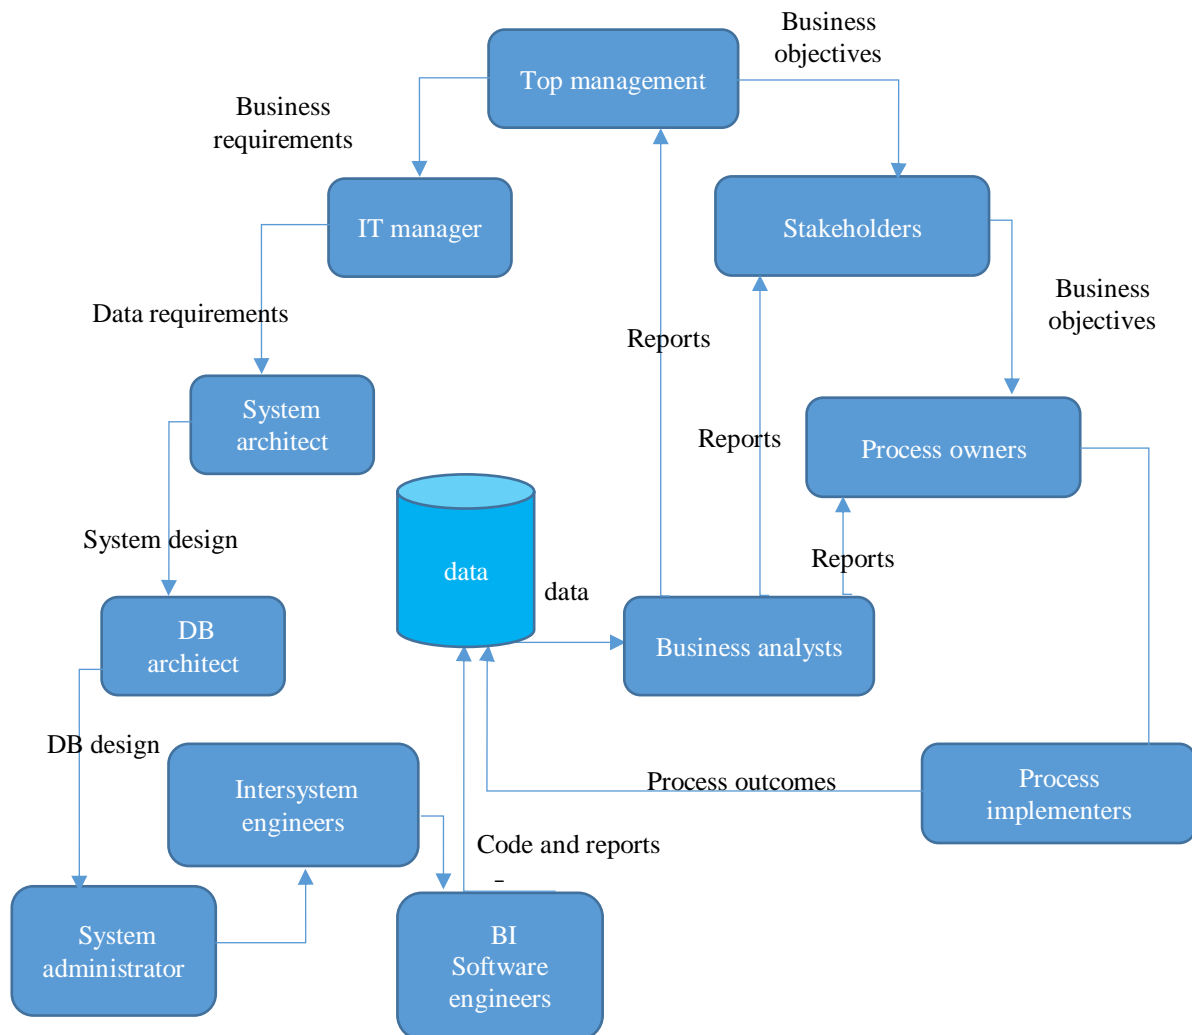 Business
objectives
Top management
Business
requirements
IT manager
Stakeholders
Data requirements
Business
objectives
Reports
System
architect
Reports
Process owners
System design
data
data
Reports
DB
architect
Business analysts
DB design
Intersystem
engineers
Process outcomes
Process
implementers
Code and reports
System
administrator
BI
Software
engineers